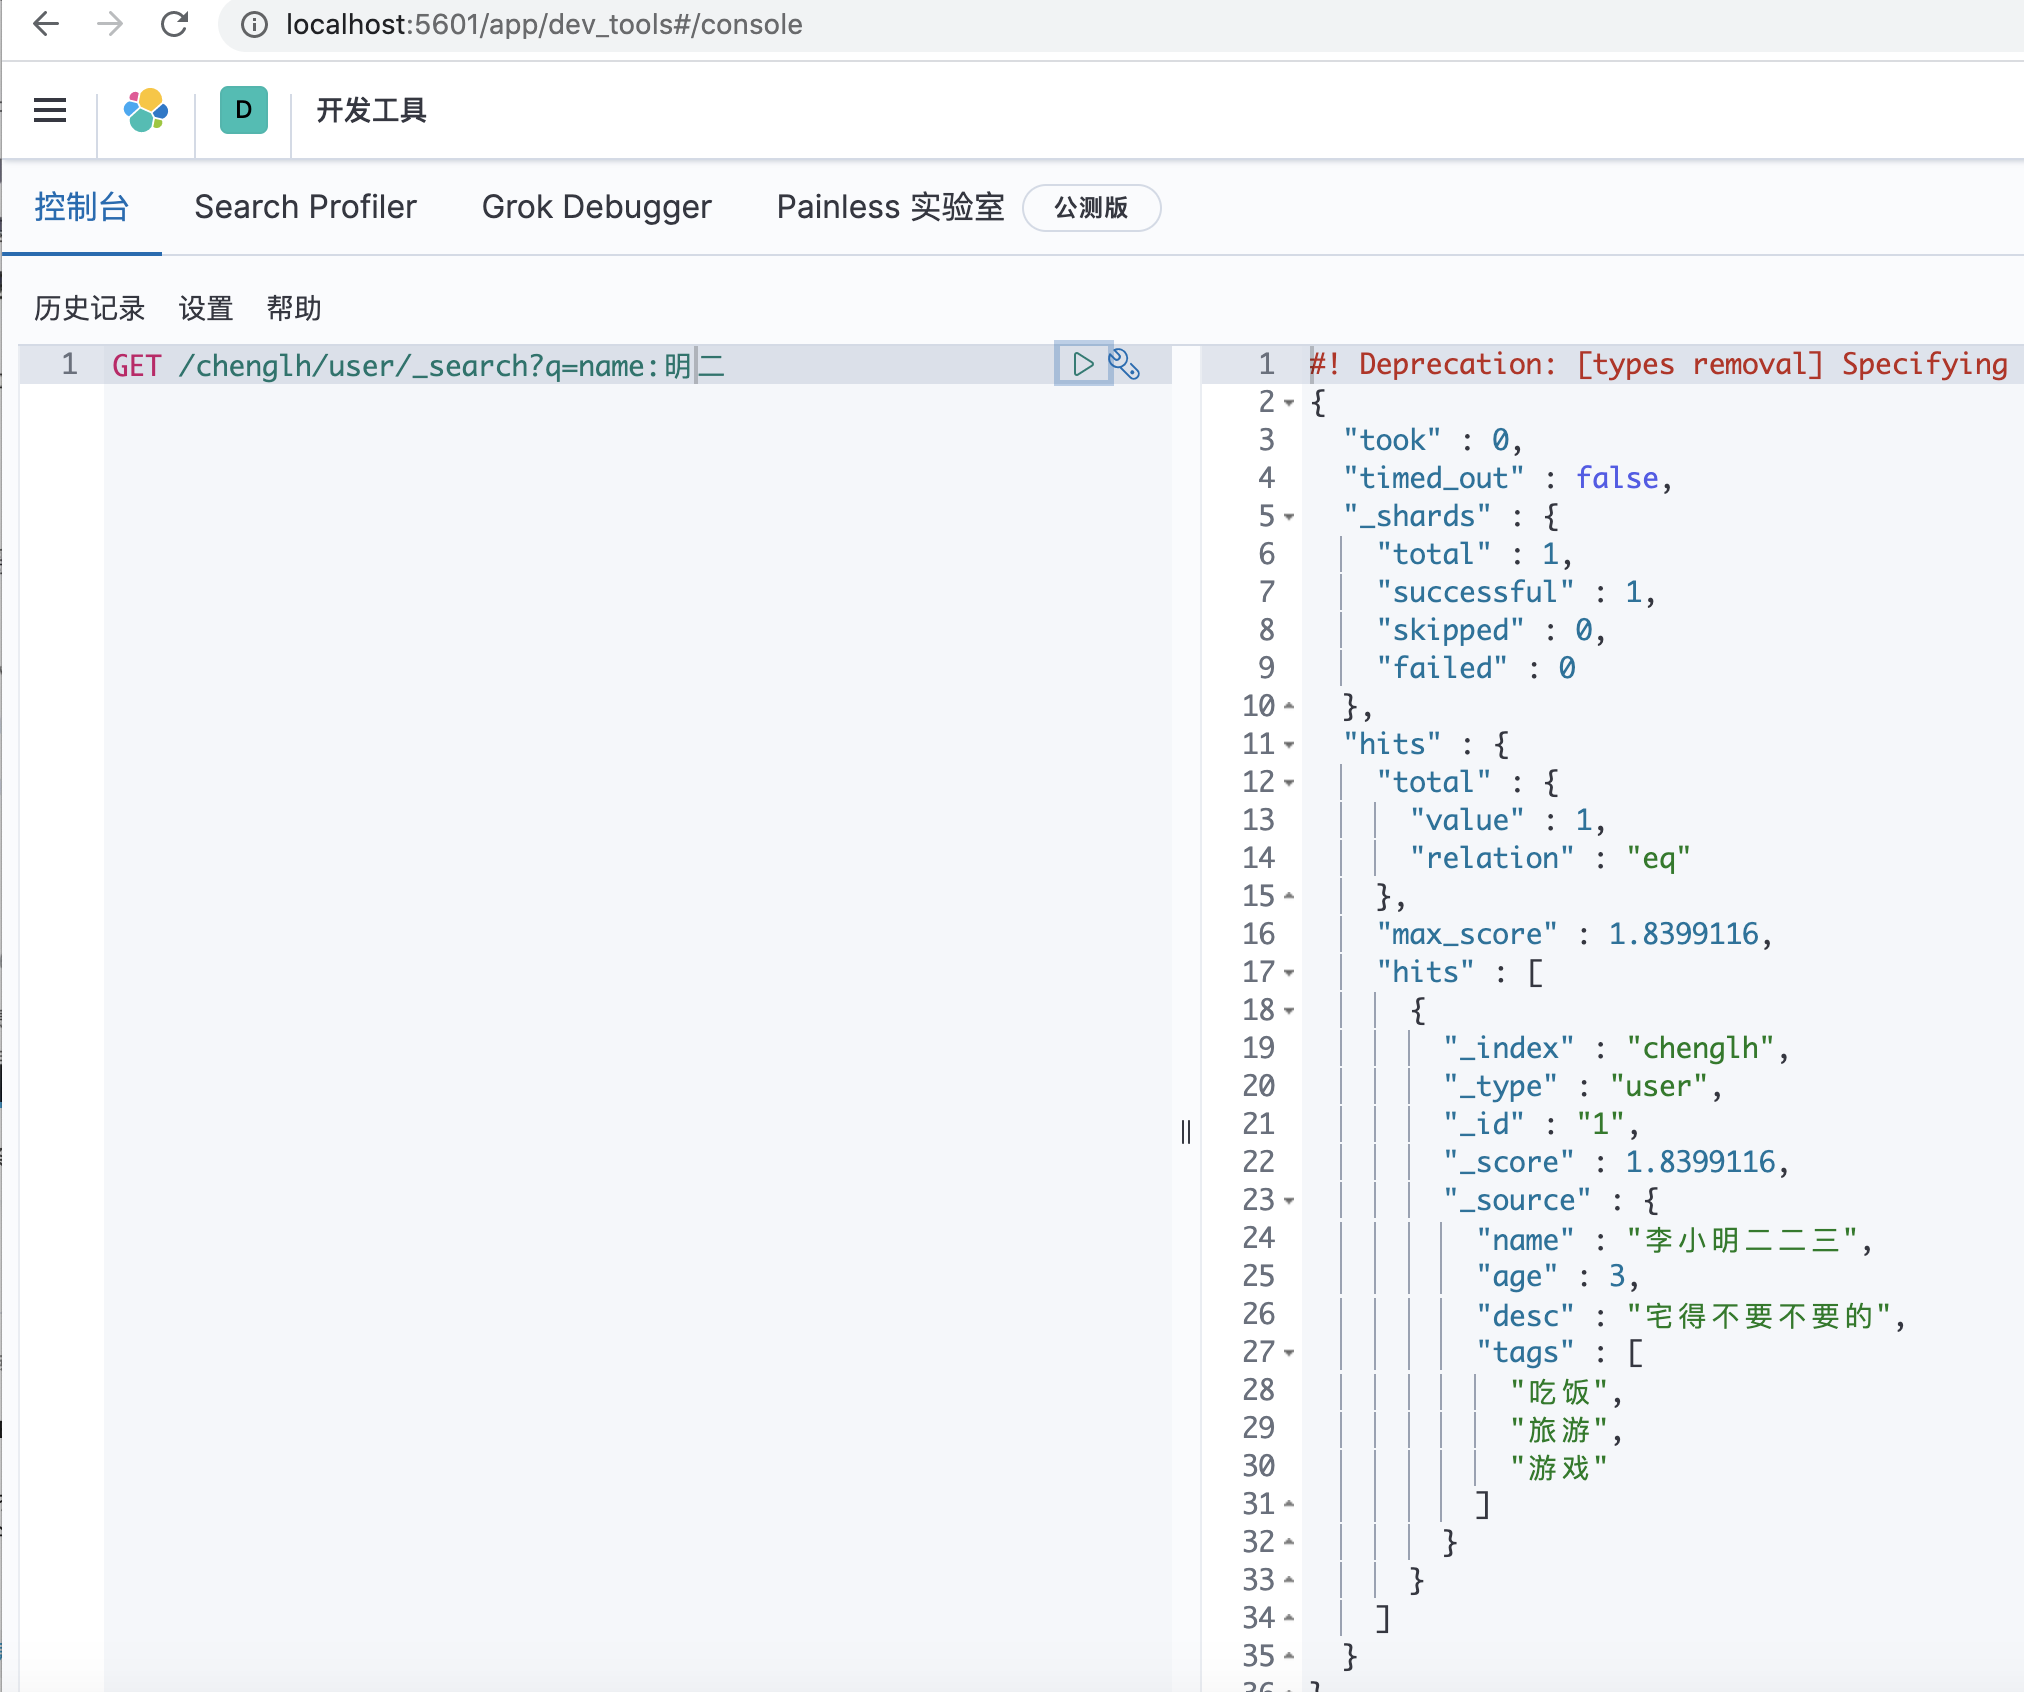 localhost:5601/app/dev_tools#/console
D 开发工具
控制台 Search Profiler Grok Debugger Painless 实验室 公测版
历史记录 设置 帮助
1 GET /chenglh/user/_search?q=name:明二
1 #! Deprecation: [types removal] Specifying
2 {
3 "took" : 0,
4 "timed_out" : false,
5 "_shards" : {
6 "total" : 1,
7 "successful" : 1,
8 "skipped" : 0,
9 "failed" : 0
10 },
11 "hits" : {
12 "total" : {
13 "value" : 1,
14 "relation" : "eq"
15 },
16 "max_score" : 1.8399116,
17 "hits" : [
18 {
19 "_index" : "chenglh",
20 "_type" : "user",
21 "_id" : "1",
22 "_score" : 1.8399116,
23 "_source" : {
24 "name" : "李小明二二三",
25 "age" : 3,
26 "desc" : "宅得不要不要的",
27 "tags" : [
28 "吃饭",
29 "旅游",
30 "游戏"
31 ]
32 }
33 }
34 ]
35 }
36 }